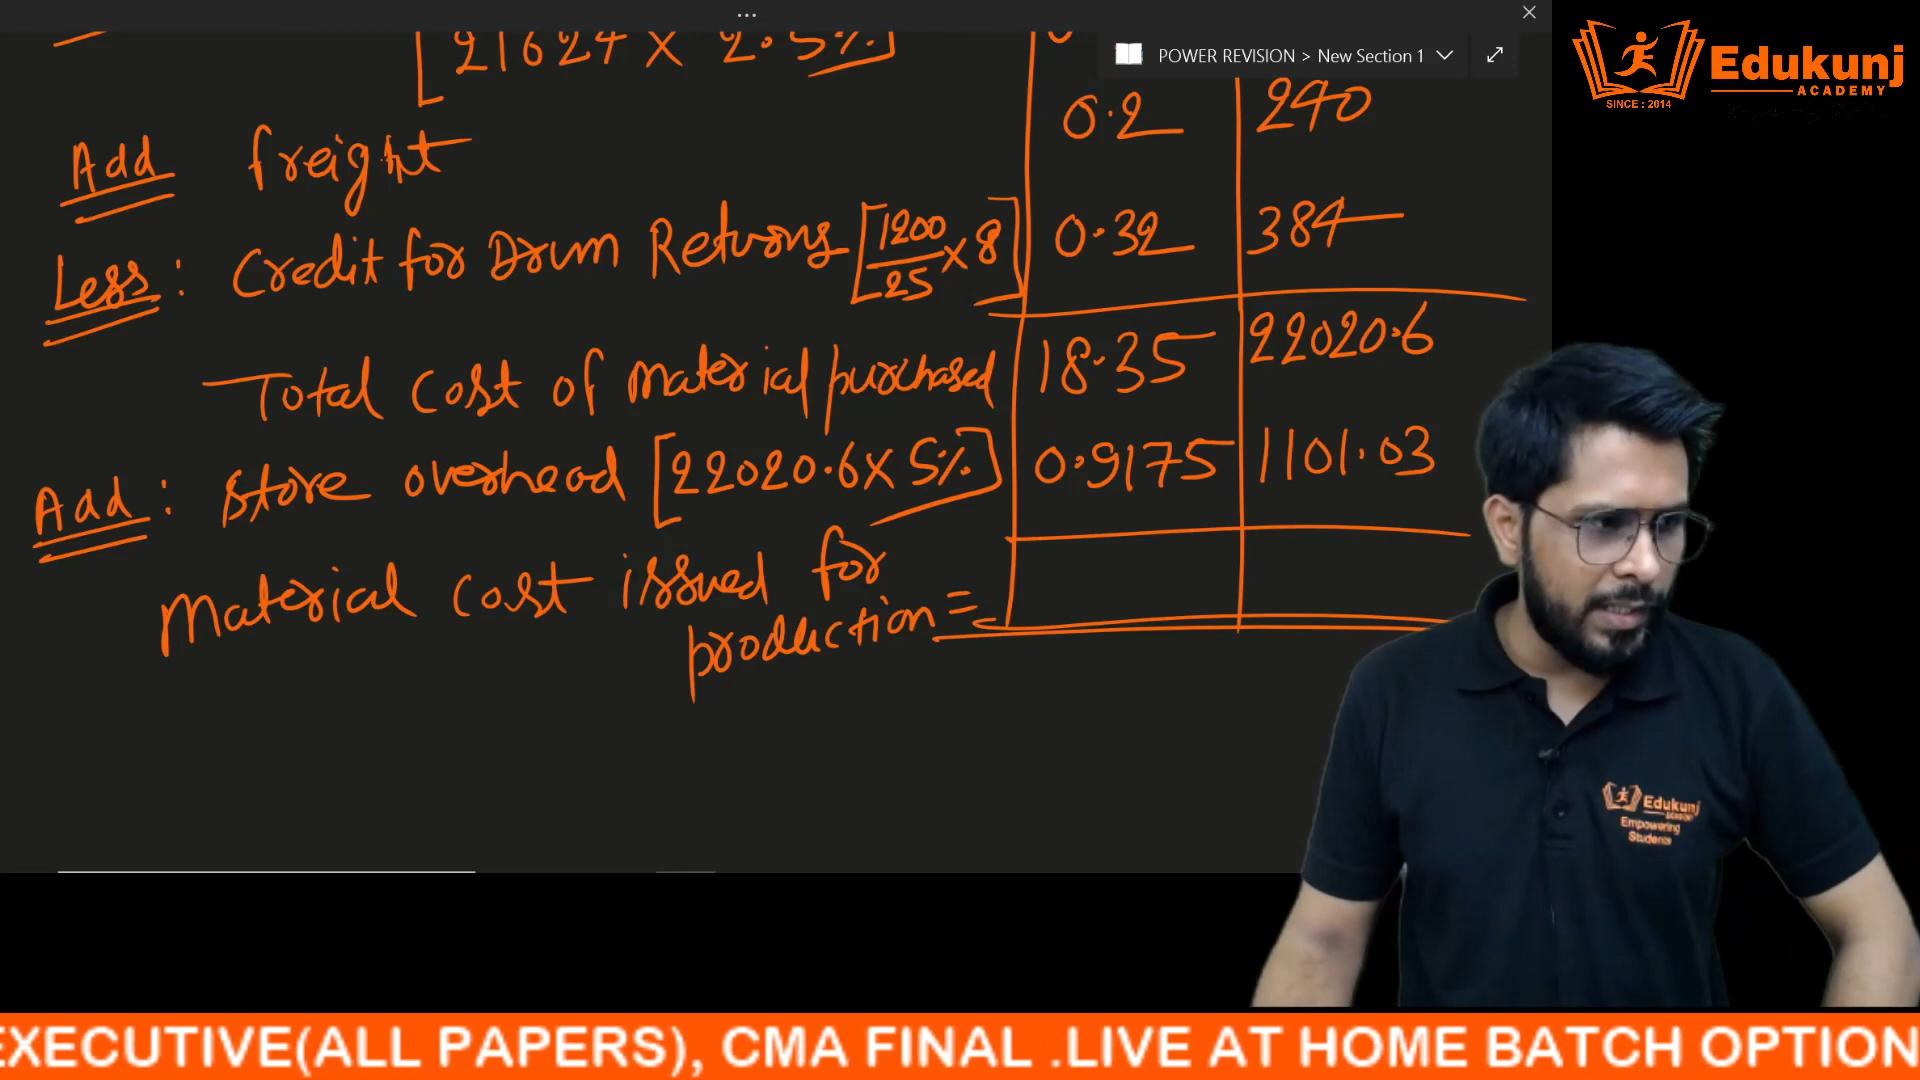 POWER REVISION > New Section 1
Edukunj
ACADEMY
SINCE : 2014
[21624 X 2.5%]
0.2 240
Add freight
Less : Credit for Drum Returns [1200/25 x 8] 0.32 384
Total Cost of material purchased 18.35 22020.6
Add : Store overhead [22020.6 X 5%] 0.9175 1101.03
Material cost issued for
production =
Edukunj
Empowering
Students
EXECUTIVE(ALL PAPERS), CMA FINAL .LIVE AT HOME BATCH OPTION